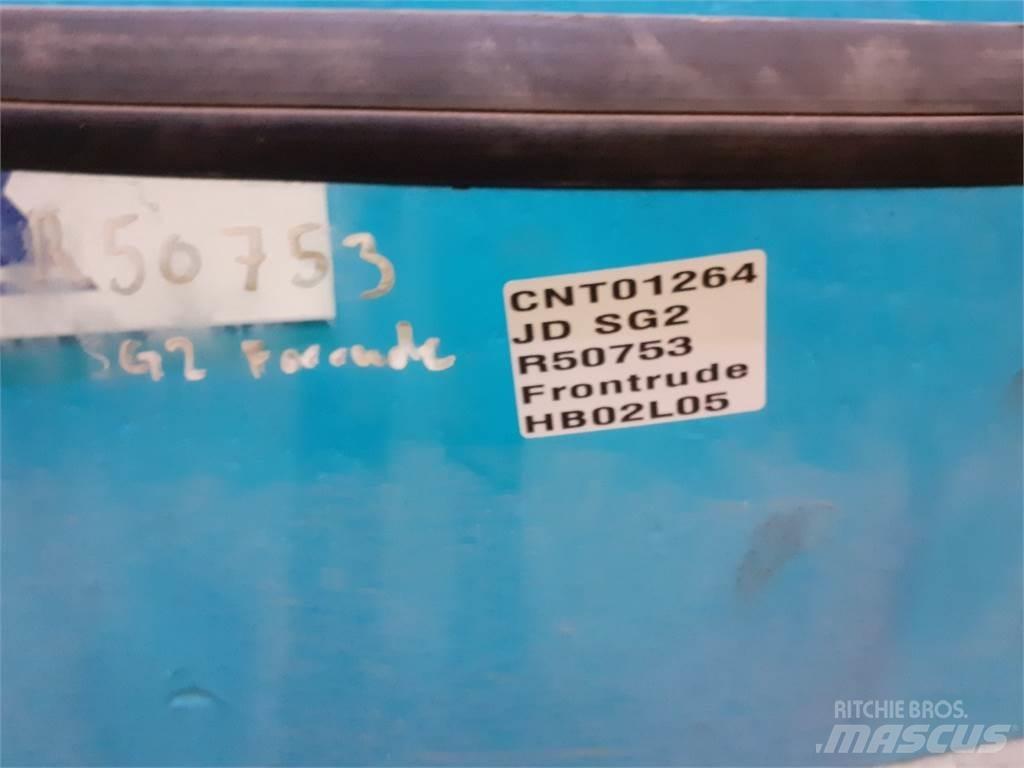 R50753
SG2 Forrude
CNT01264
JD SG2
R50753
Frontrude
HB02L05
RITCHIE BROS.
MASCUS